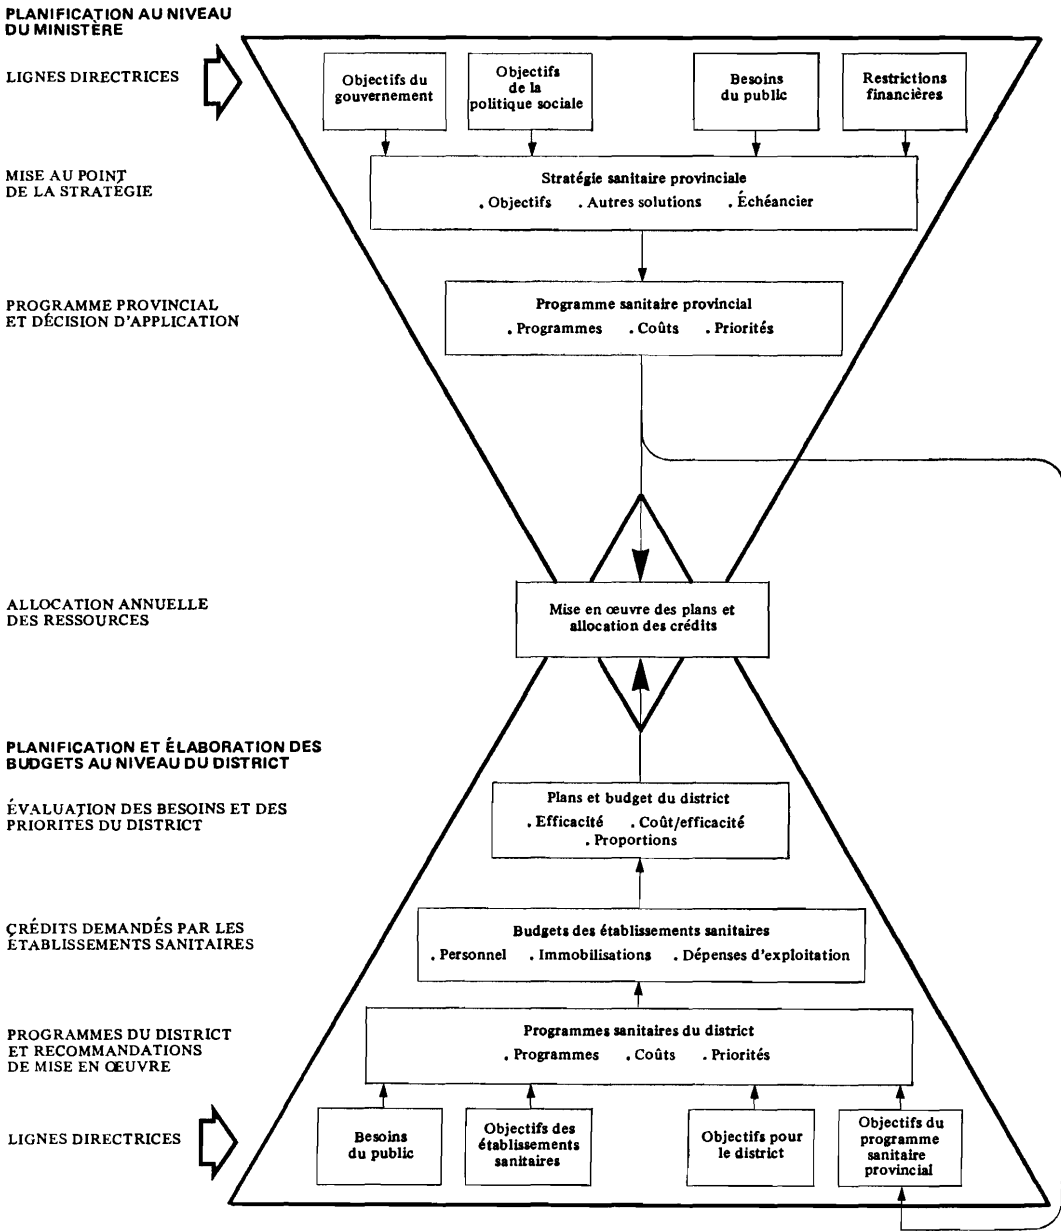 PLANIFICATION AU NIVEAU
DU MINISTÈRE
LIGNES DIRECTRICES
Objectifs du
gouvernement
Objectifs
de la
politique sociale
Besoins
du public
Restrictions
financières
MISE AU POINT
DE LA STRATÉGIE
Stratégie sanitaire provinciale
. Objectifs . Autres solutions . Échéancier
PROGRAMME PROVINCIAL
ET DÉCISION D'APPLICATION
Programme sanitaire provincial
. Programmes . Coûts . Priorités
ALLOCATION ANNUELLE
DES RESSOURCES
Mise en œuvre des plans et
allocation des crédits
PLANIFICATION ET ÉLABORATION DES
BUDGETS AU NIVEAU DU DISTRICT
ÉVALUATION DES BESOINS ET DES
PRIORITÉS DU DISTRICT
Plans et budget du district
. Efficacité . Coût/efficacité
. Proportions
CRÉDITS DEMANDÉS PAR LES
ÉTABLISSEMENTS SANITAIRES
Budgets des établissements sanitaires
. Personnel . Immobilisations . Dépenses d'exploitation
PROGRAMMES DU DISTRICT
ET RECOMMANDATIONS
DE MISE EN ŒUVRE
Programmes sanitaires du district
. Programmes . Coûts . Priorités
LIGNES DIRECTRICES
Besoins
du public
Objectifs des
établissements
sanitaires
Objectifs pour
le district
Objectifs du
programme
sanitaire
provincial